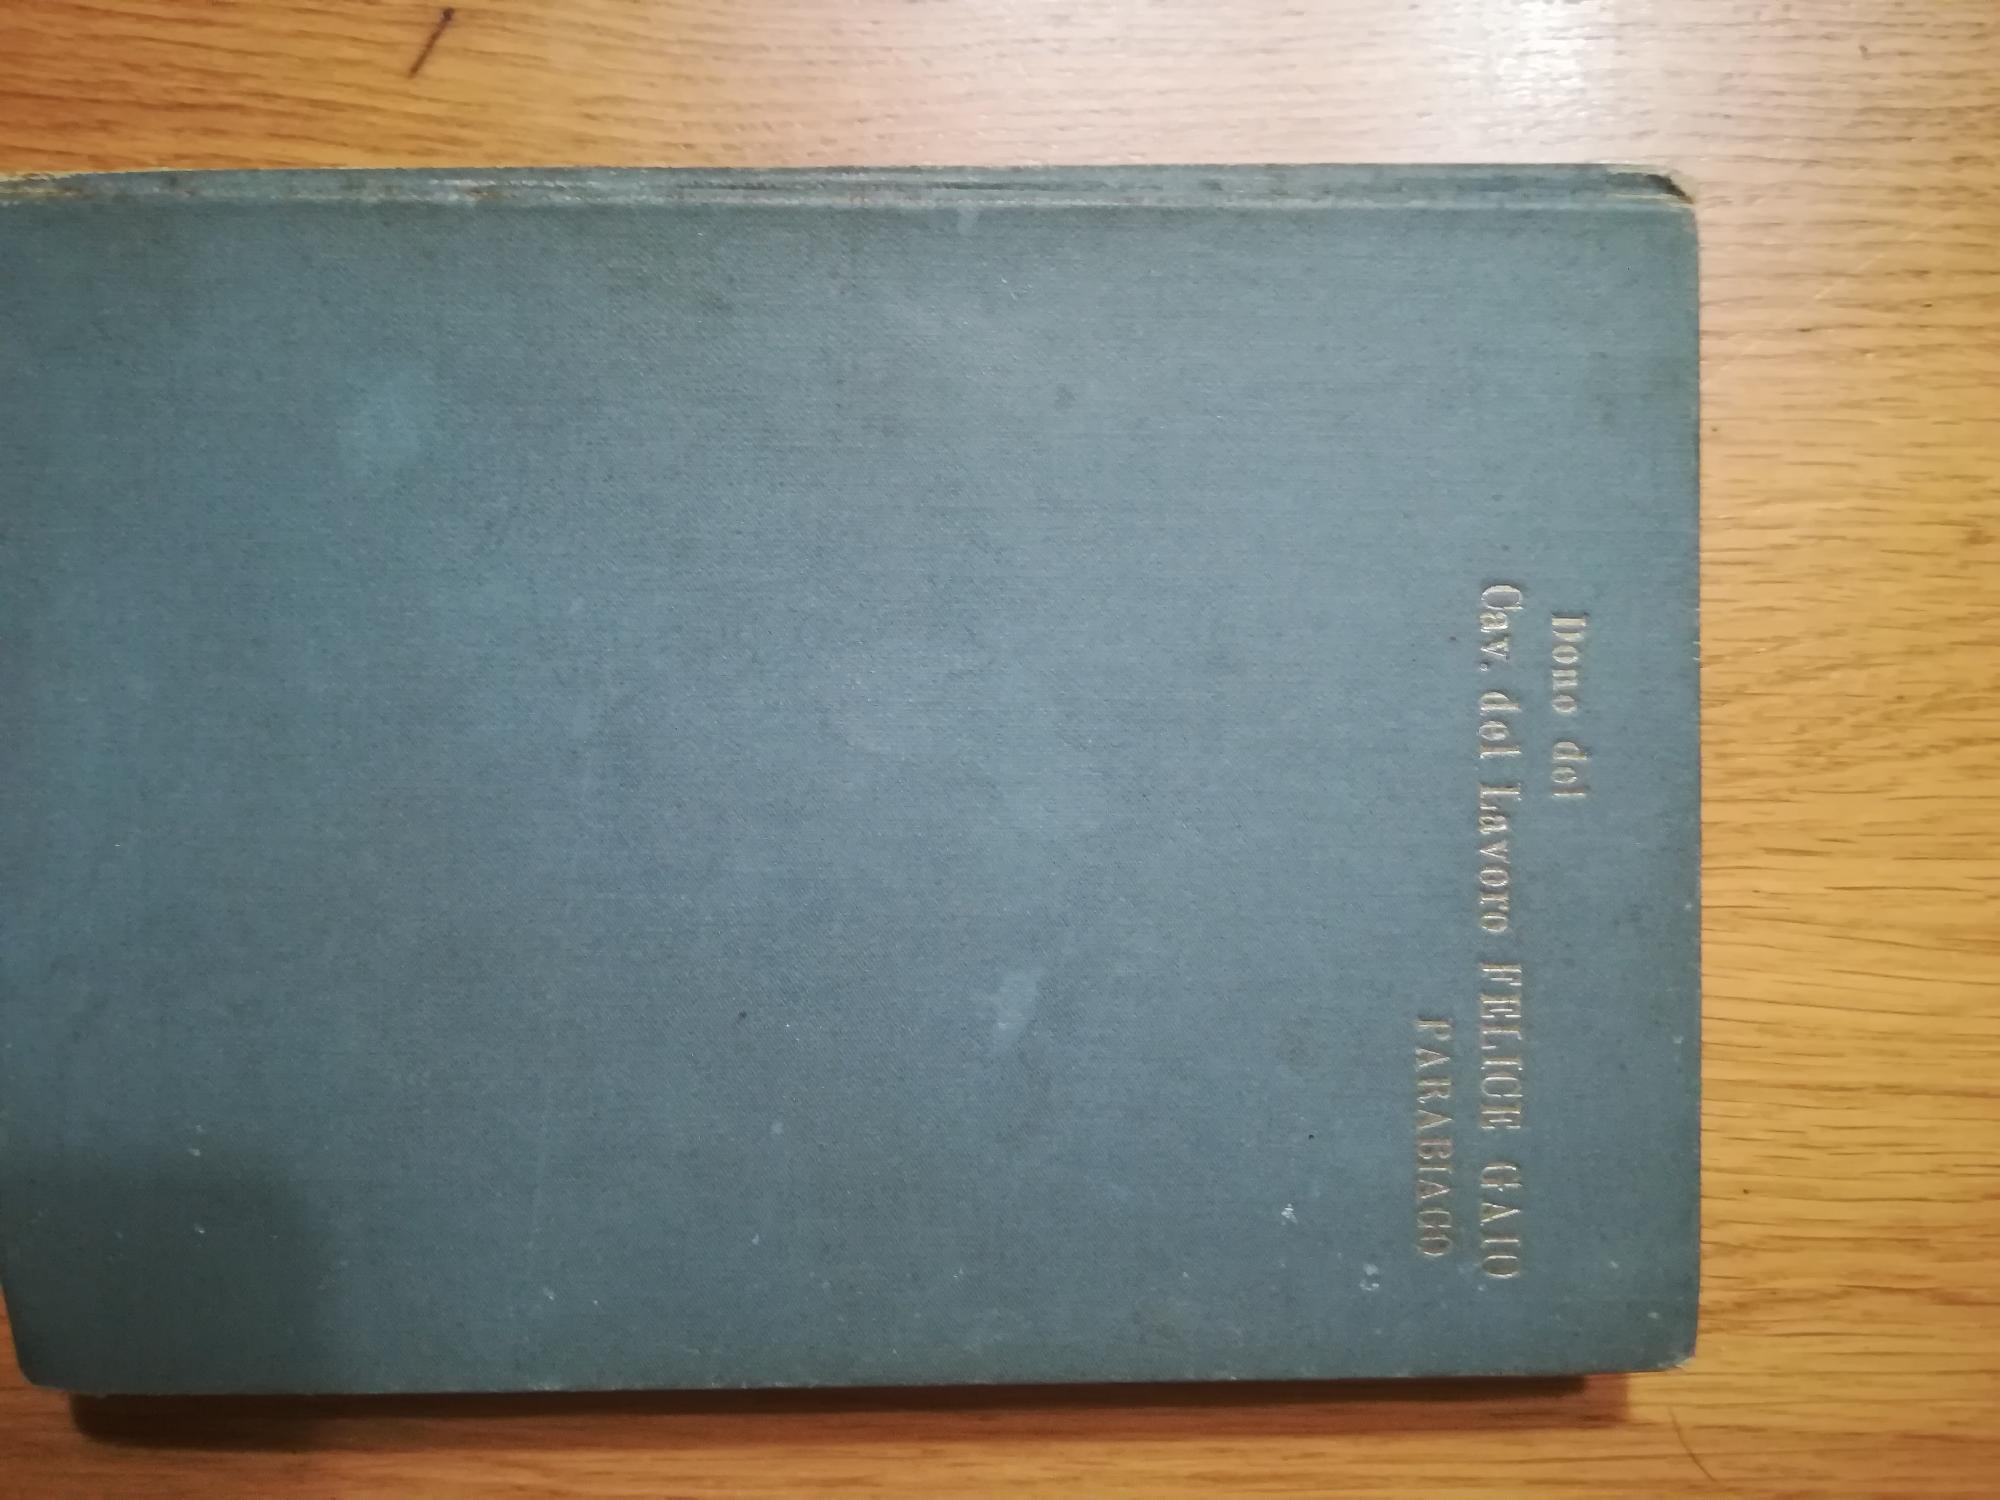 Dono del
Cav. del Lavoro FELICE GAIO
PARABIAGO